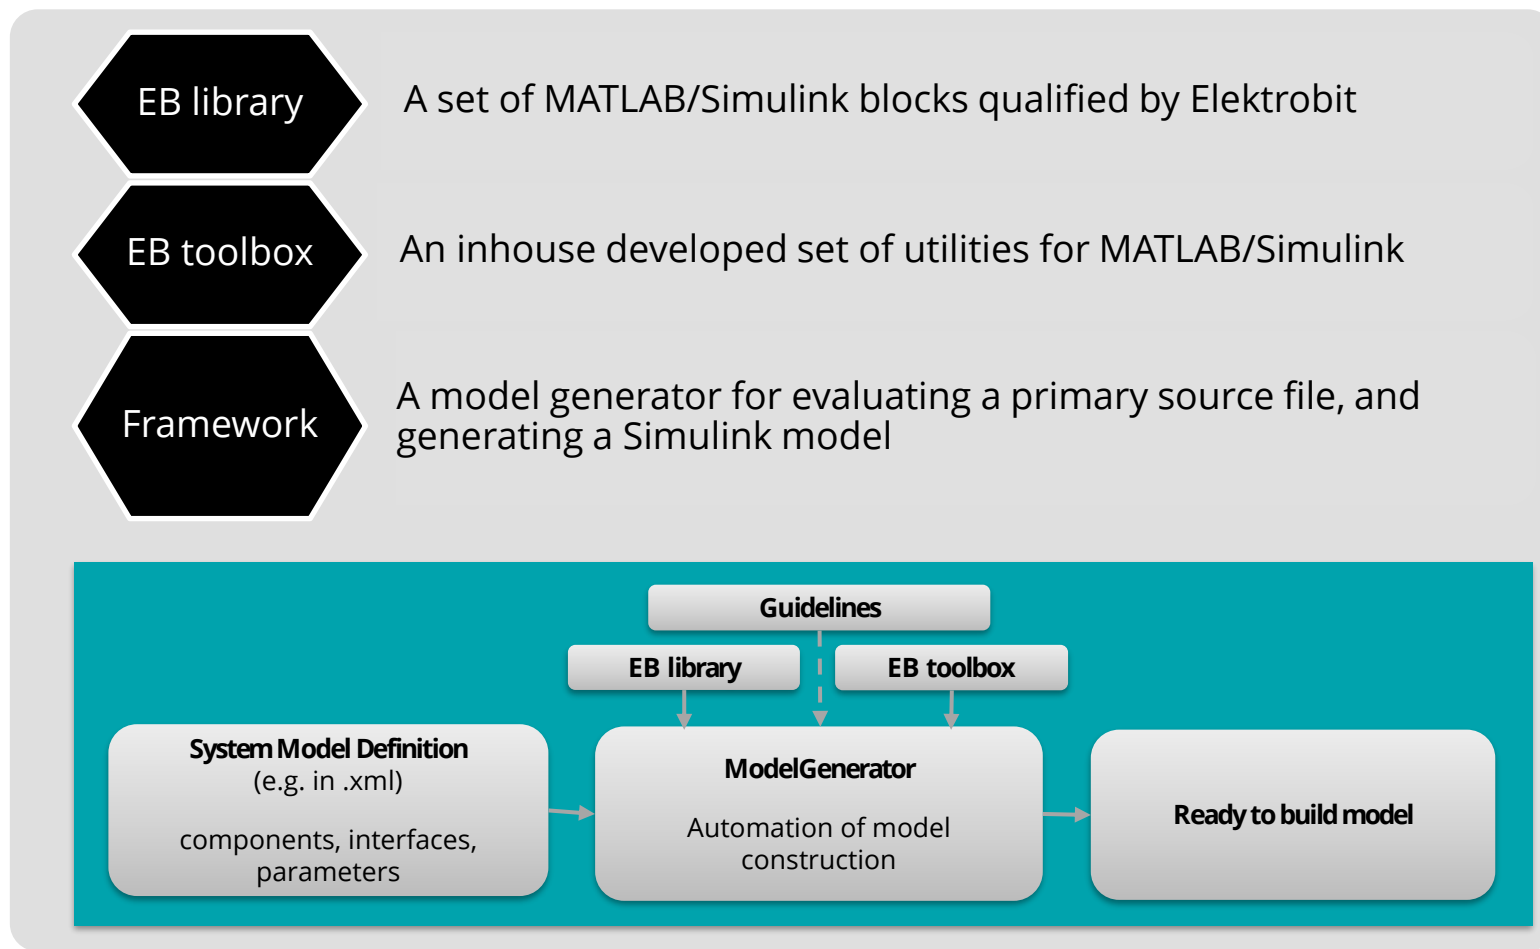 EB library
A set of MATLAB/Simulink blocks qualified by Elektrobit
EB toolbox
An inhouse developed set of utilities for MATLAB/Simulink
Framework
A model generator for evaluating a primary source file, and
generating a Simulink model
Guidelines
EB library
EB toolbox
System Model Definition
(e.g. in .xml)
components, interfaces,
parameters
ModelGenerator
Automation of model
construction
Ready to build model